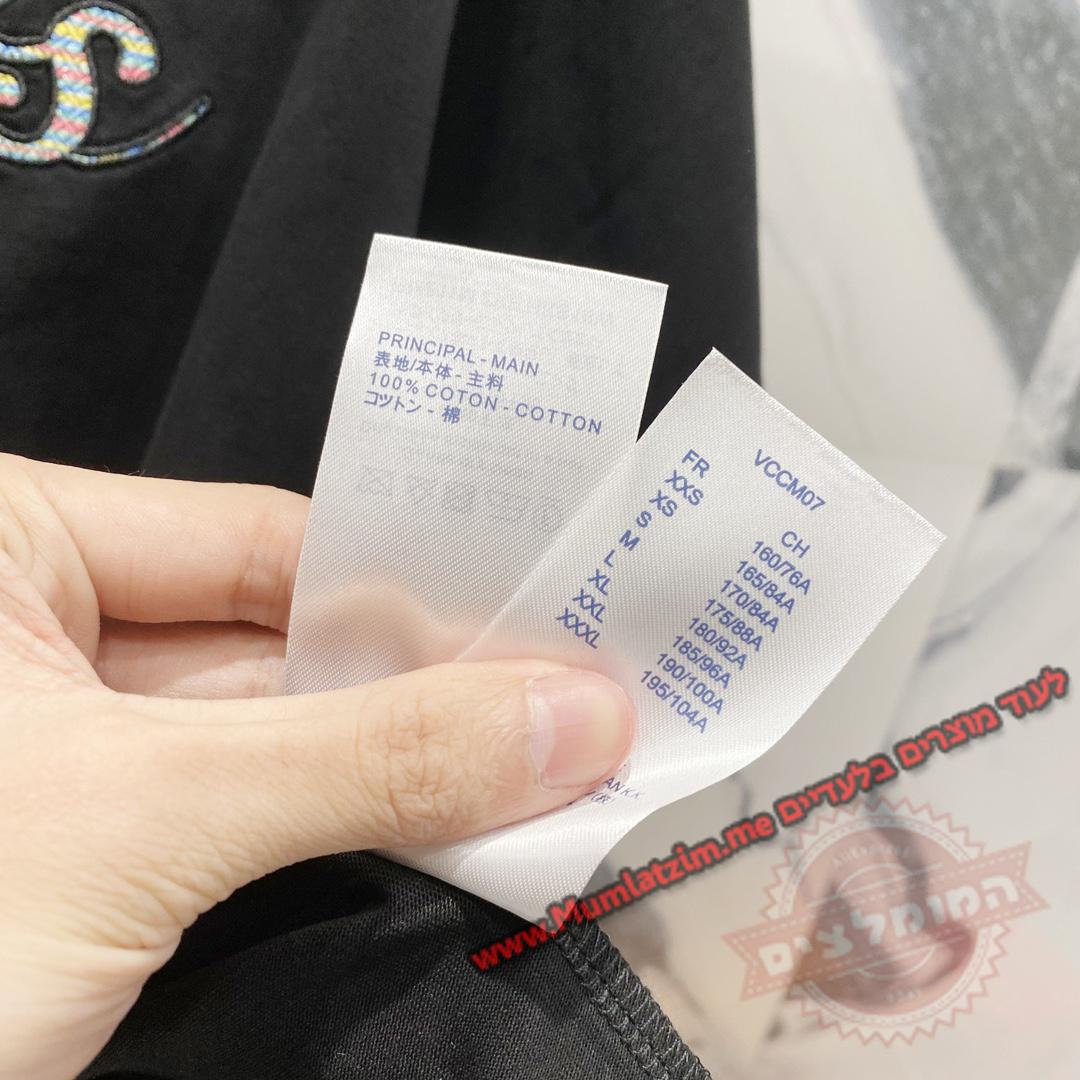 PRINCIPAL - MAIN
表地/本体 - 主料
100% COTON - COTTON
コツトン - 棉
VCCM07
FR CH
XXS 160/76A
XS 165/84A
S 170/84A
M 175/88A
L 180/92A
XL 185/96A
XXL 190/100A
XXXL 195/104A
AN K.K.
לעוד מוצרים בלעדיים www.Mumlatzim.me
המומלצים